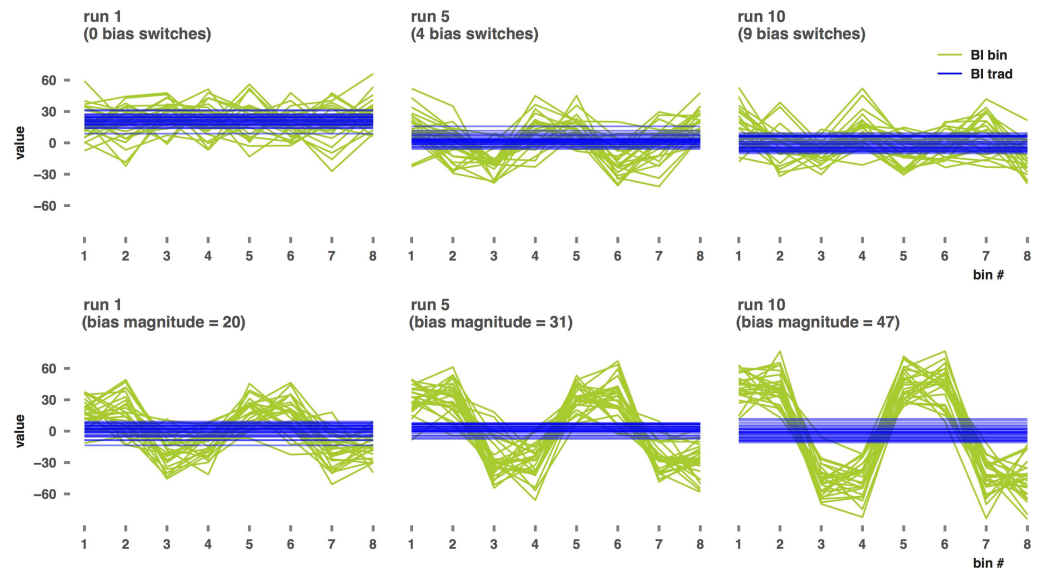 run 1
(0 bias switches)
run 5
(4 bias switches)
run 10
(9 bias switches)
BI bin
BI trad
value
60
30
0
−30
−60
1 2 3 4 5 6 7 8
1 2 3 4 5 6 7 8
1 2 3 4 5 6 7 8
bin #
run 1
(bias magnitude = 20)
run 5
(bias magnitude = 31)
run 10
(bias magnitude = 47)
value
60
30
0
−30
−60
1 2 3 4 5 6 7 8
1 2 3 4 5 6 7 8
1 2 3 4 5 6 7 8
bin #